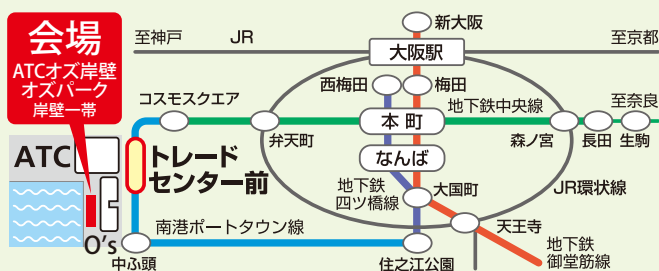 会場
ATCオズ岸壁
オズパーク
岸壁一帯
新大阪
至神戸
JR
大阪駅
至京都
西梅田
梅田
地下鉄中央線
至奈良
コスモスクエア
弁天町
本町
森ノ宮
長田
生駒
ATC
トレード
センター前
なんば
地下鉄
四ツ橋線
大国町
JR環状線
天王寺
O's
南港ポートタウン線
中ふ頭
住之江公園
地下鉄
御堂筋線